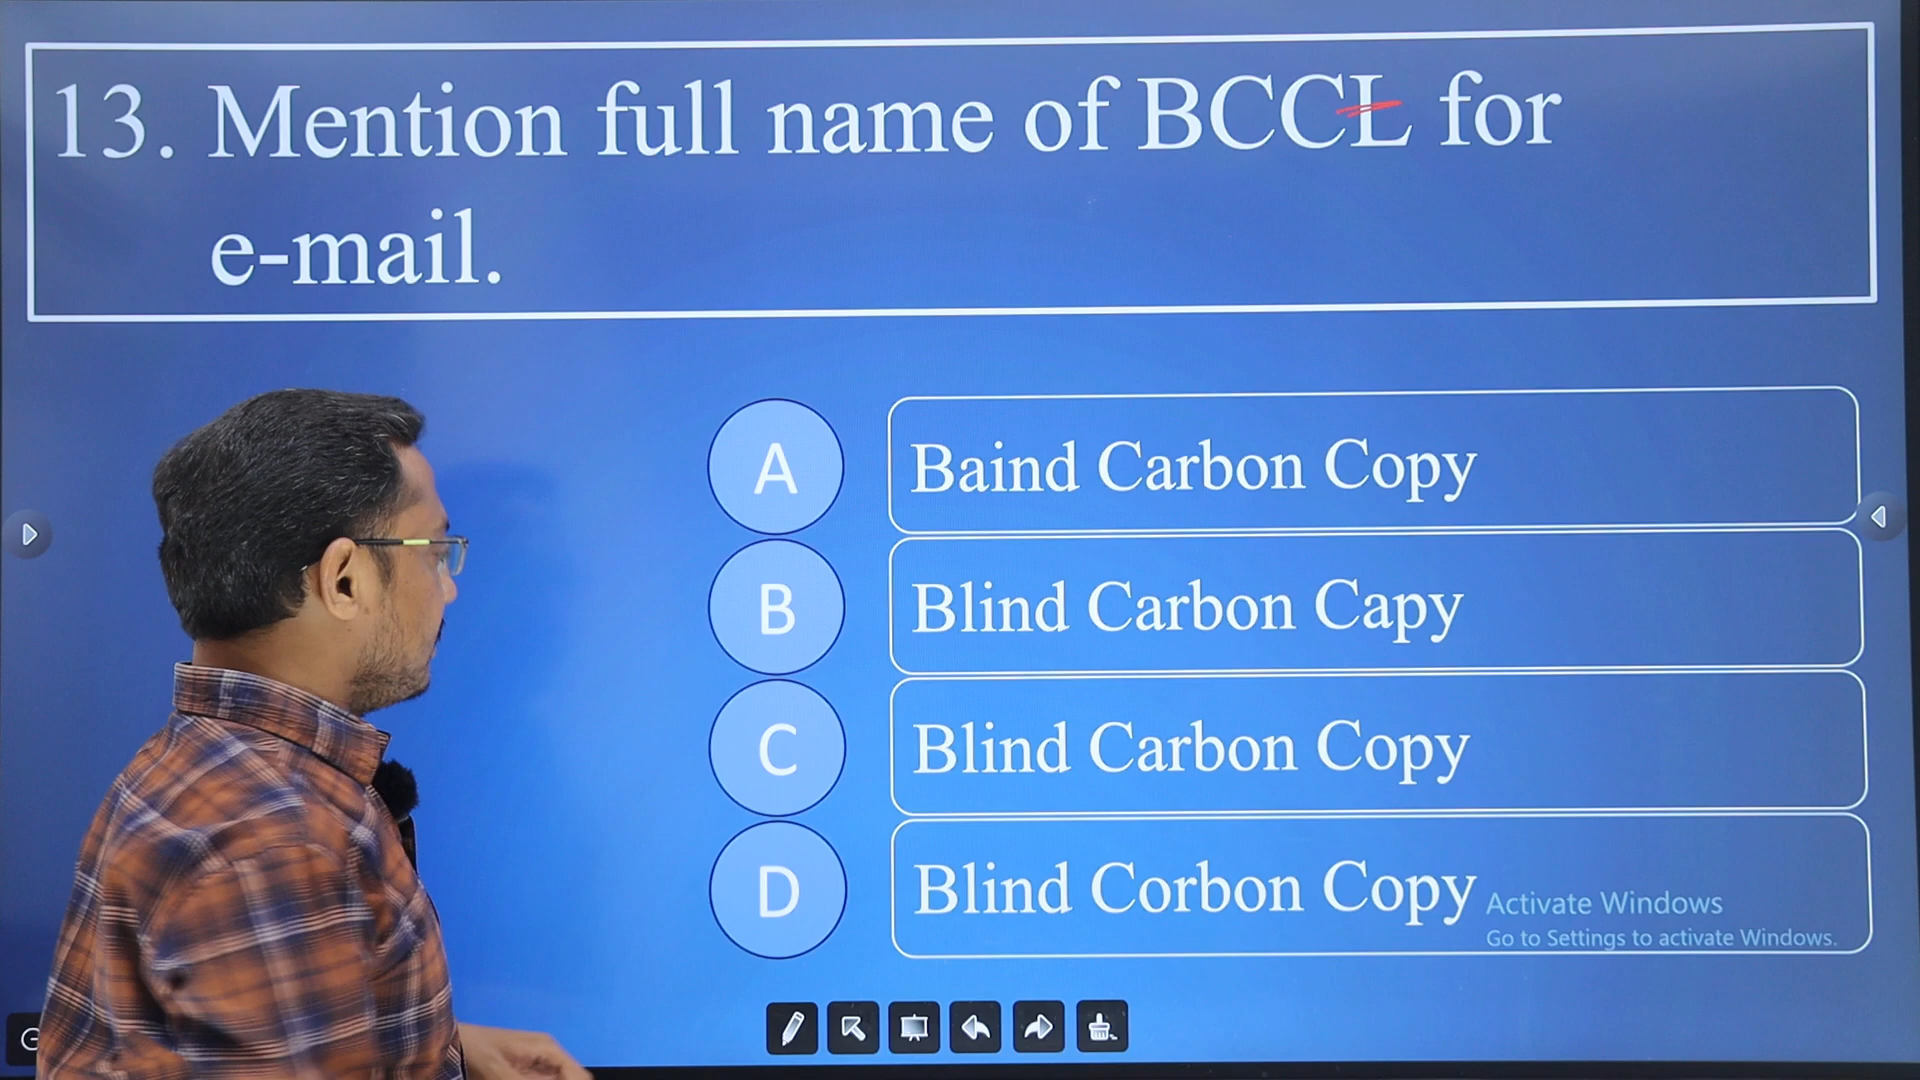 13. Mention full name of BCCL for
e-mail.
A Baind Carbon Copy
B Blind Carbon Capy
C Blind Carbon Copy
D Blind Corbon Copy
Activate Windows
Go to Settings to activate Windows.